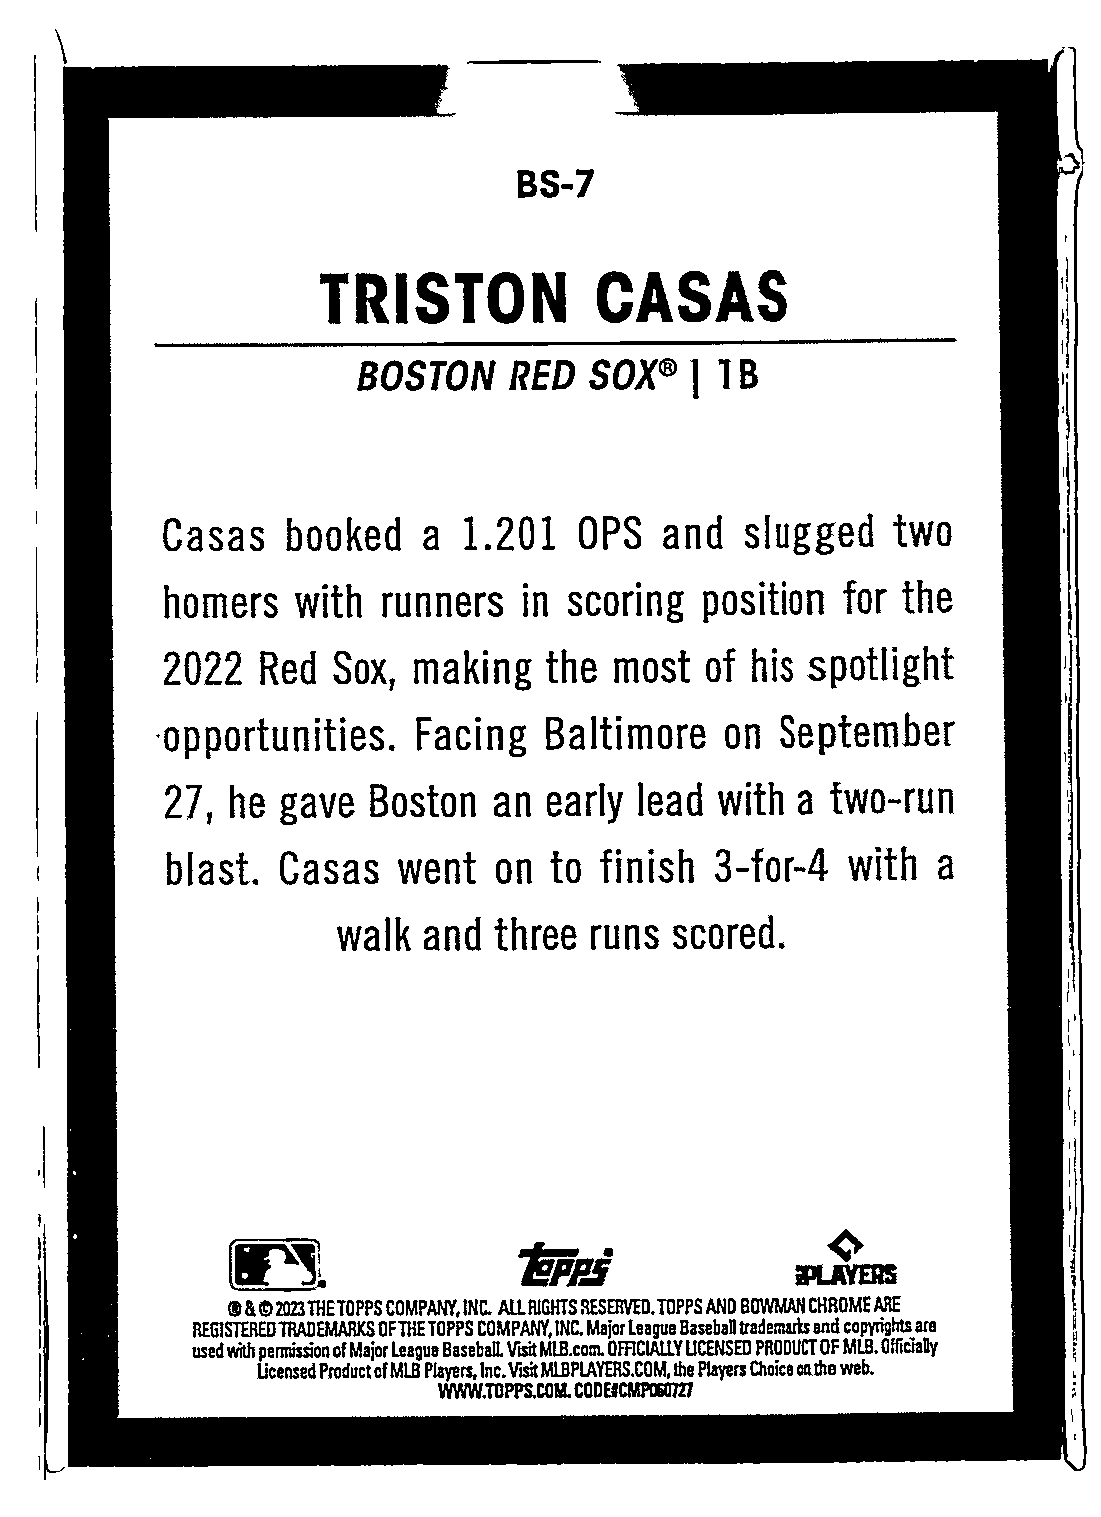 BS-7
TRISTON CASAS
BOSTON RED SOX® | 1B
Casas booked a 1.201 OPS and slugged two
homers with runners in scoring position for the
2022 Red Sox, making the most of his spotlight
opportunities. Facing Baltimore on September
27, he gave Boston an early lead with a two-run
blast. Casas went on to finish 3-for-4 with a
walk and three runs scored.
topps
PLAYERS
® & © 2023 THE TOPPS COMPANY, INC. ALL RIGHTS RESERVED. TOPPS AND BOWMAN CHROME ARE
REGISTERED TRADEMARKS OF THE TOPPS COMPANY, INC. Major League Baseball trademarks and copyrights are
used with permission of Major League Baseball. Visit MLB.com. OFFICIALLY LICENSED PRODUCT OF MLB. Officially
Licensed Product of MLB Players, Inc. Visit MLBPLAYERS.COM, the Players Choice on the web.
WWW.TOPPS.COM. CODE#CMP060727